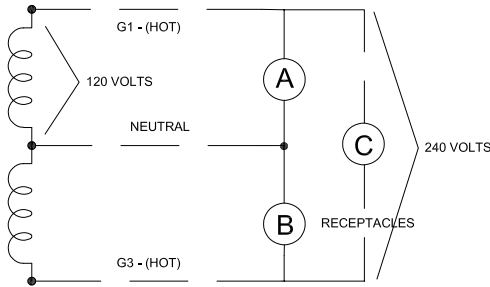 G1 - (HOT)
A
120 VOLTS
NEUTRAL
C
240 VOLTS
B
RECEPTACLES
G3 - (HOT)